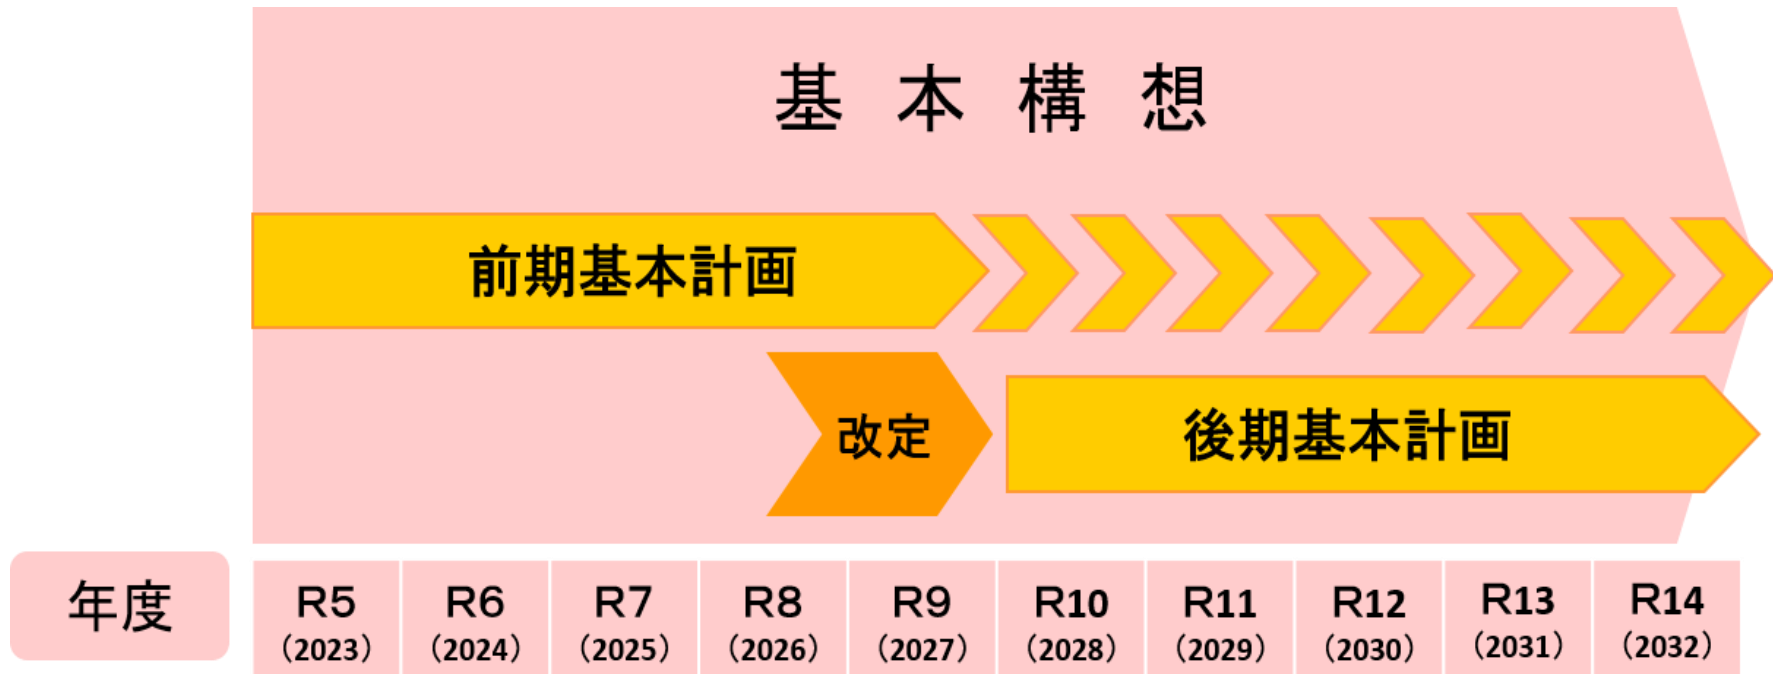 基本構想
前期基本計画
改定
後期基本計画
年度
R5 R6 R7 R8 R9 R10 R11 R12 R13 R14
（2023） （2024） （2025） （2026） （2027） （2028） （2029） （2030） （2031） （2032）